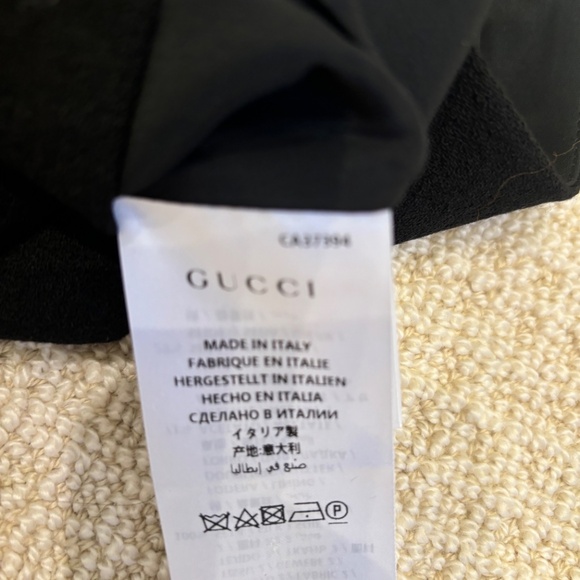 GUCCI
MADE IN ITALY
FABRIQUE EN ITALIE
HERGESTELLT IN ITALIEN
HECHO EN ITALIA
СДЕЛАНО В ИТАЛИИ
イタリア製
产地:意大利
صنع في إيطاليا
P